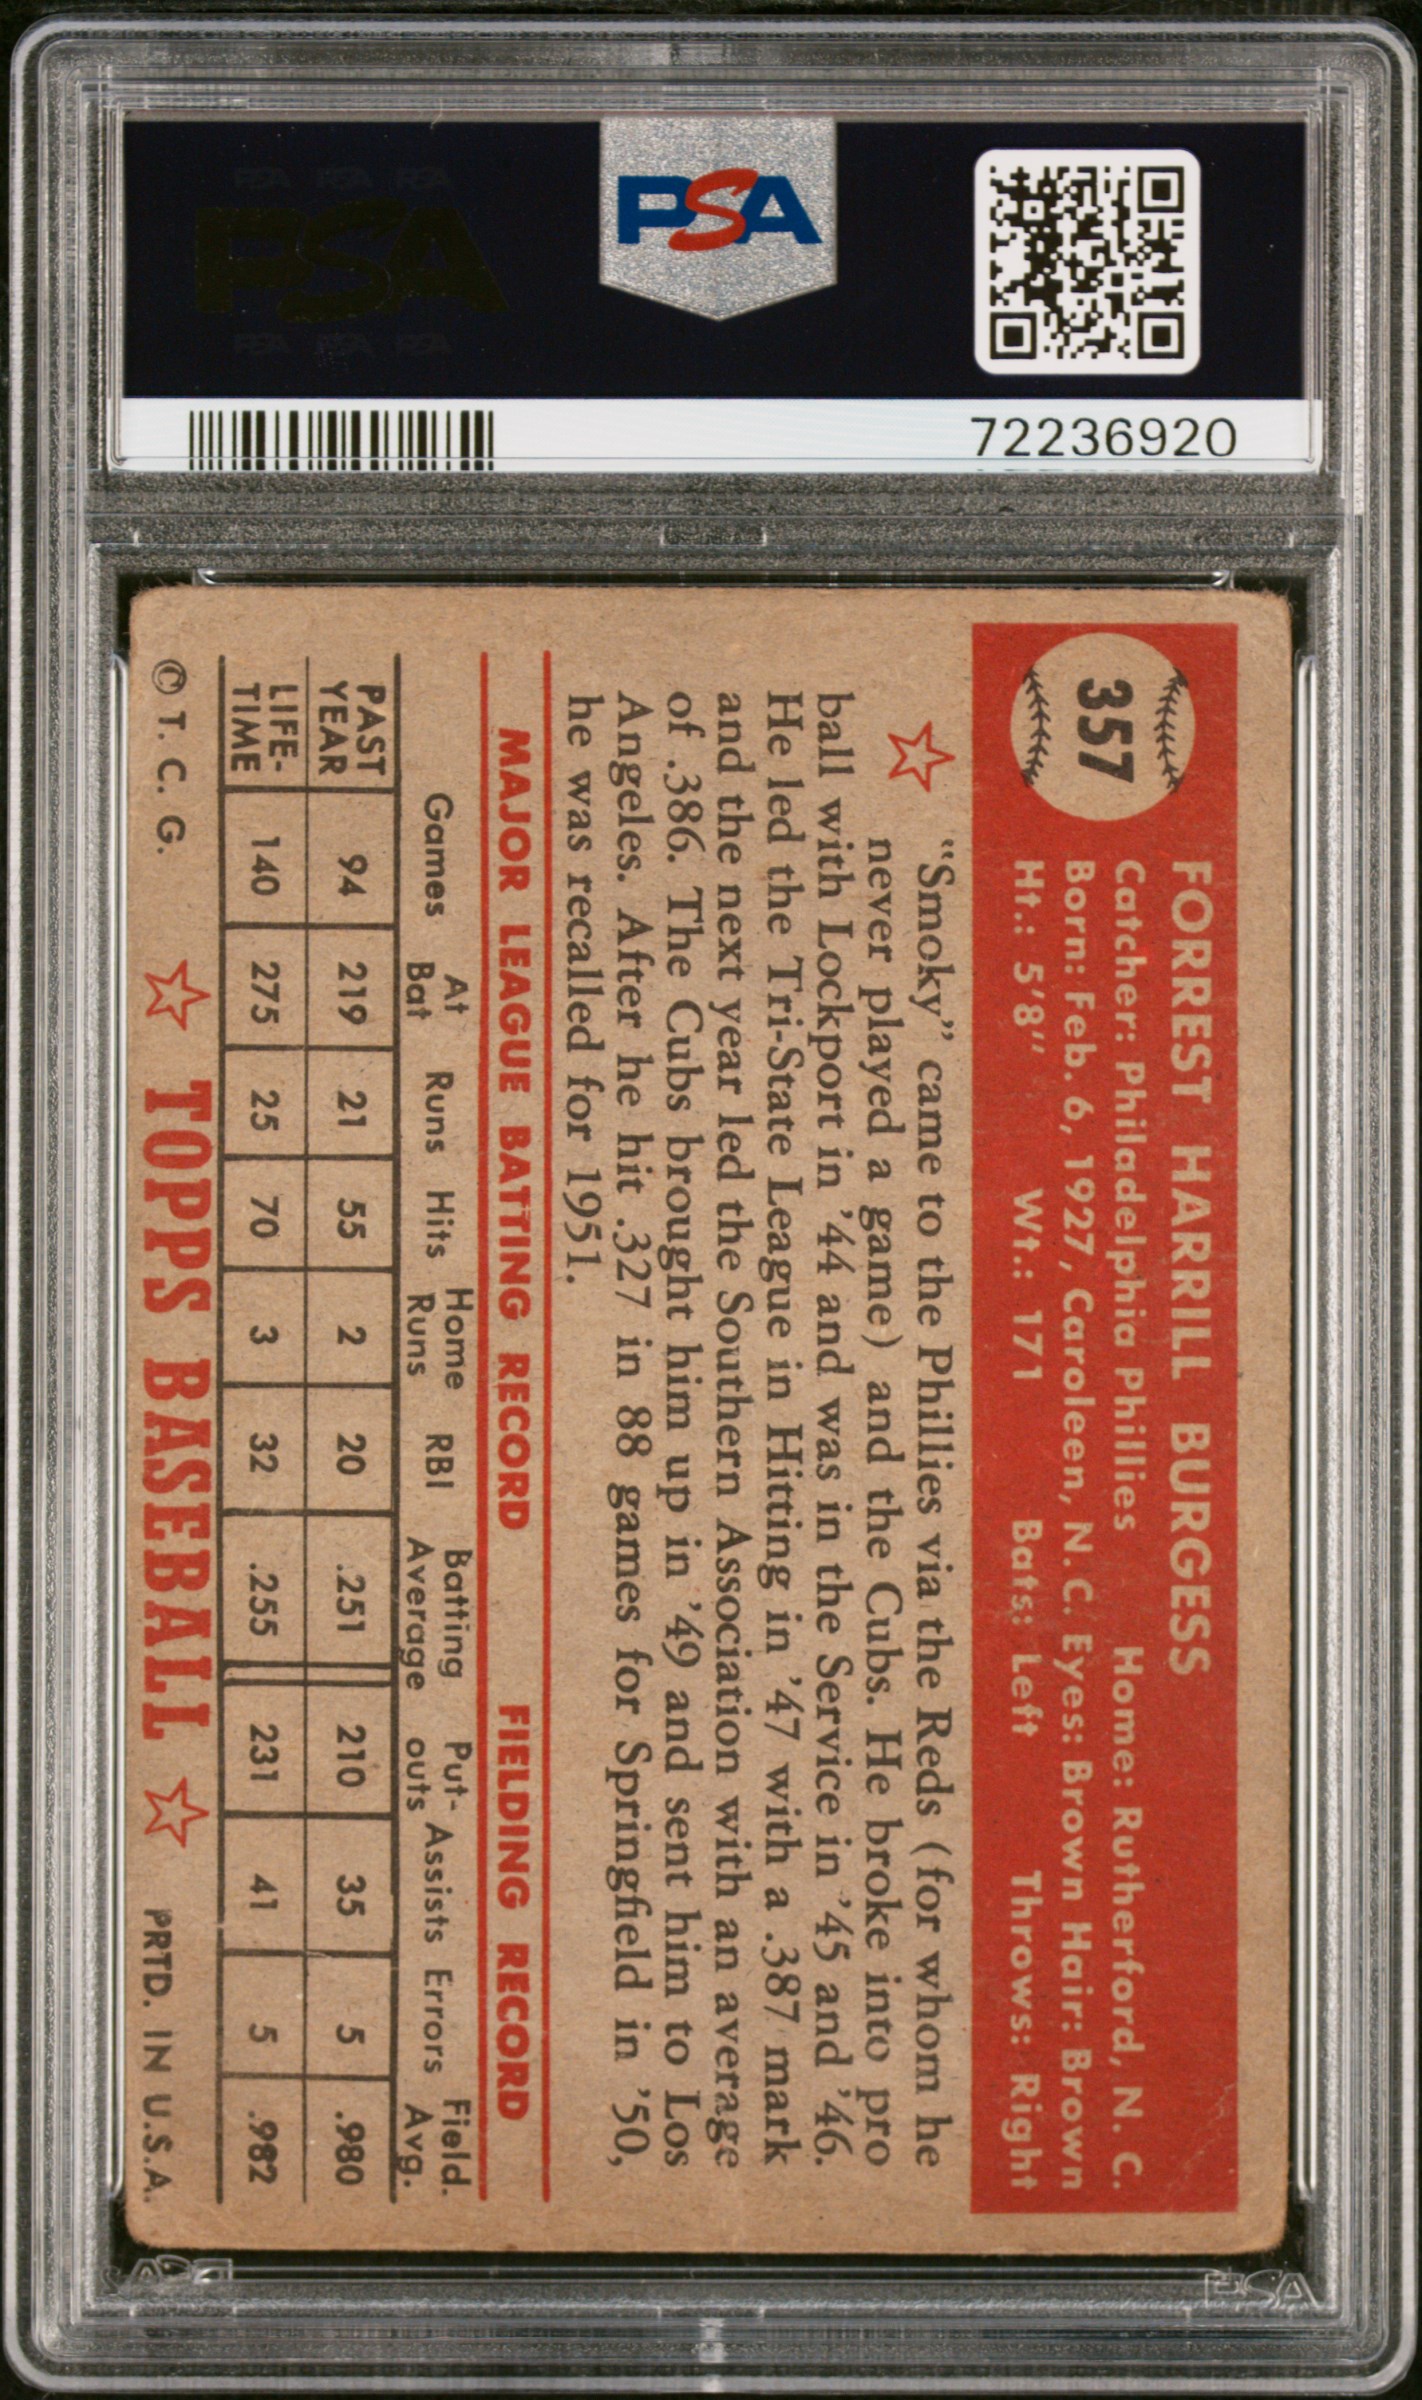 PSA PSA PSA
PSA
PSA PSA PSA
PSA
72236920
357
FORREST HARRILL BURGESS
Catcher: Philadelphia Phillies Home: Rutherford, N. C.
Born: Feb. 6, 1927, Caroleen, N. C. Eyes: Brown Hair: Brown
Ht.: 5'8" Wt.: 171 Bats: Left Throws: Right
"Smoky" came to the Phillies via the Reds (for whom he
never played a game) and the Cubs. He broke into pro
ball with Lockport in '44 and was in the Service in '45 and '46.
He led the Tri-State League in Hitting in '47 with a .387 mark
and the next year led the Southern Association with an average
of .386. The Cubs brought him up in '49 and sent him to Los
Angeles. After he hit .327 in 88 games for Springfield in '50,
he was recalled for 1951.
MAJOR LEAGUE BATTING RECORD FIELDING RECORD
Games At Bat Runs Hits Home Runs RBI Batting Average Put-outs Assists Errors Field. Avg.
PAST YEAR 94 219 21 55 2 20 .251 210 35 5 .980
LIFE-TIME 140 275 25 70 3 32 .255 231 41 5 .982
© T. C. G. TOPPS BASEBALL PRTD. IN U.S.A.
PSA
PSA